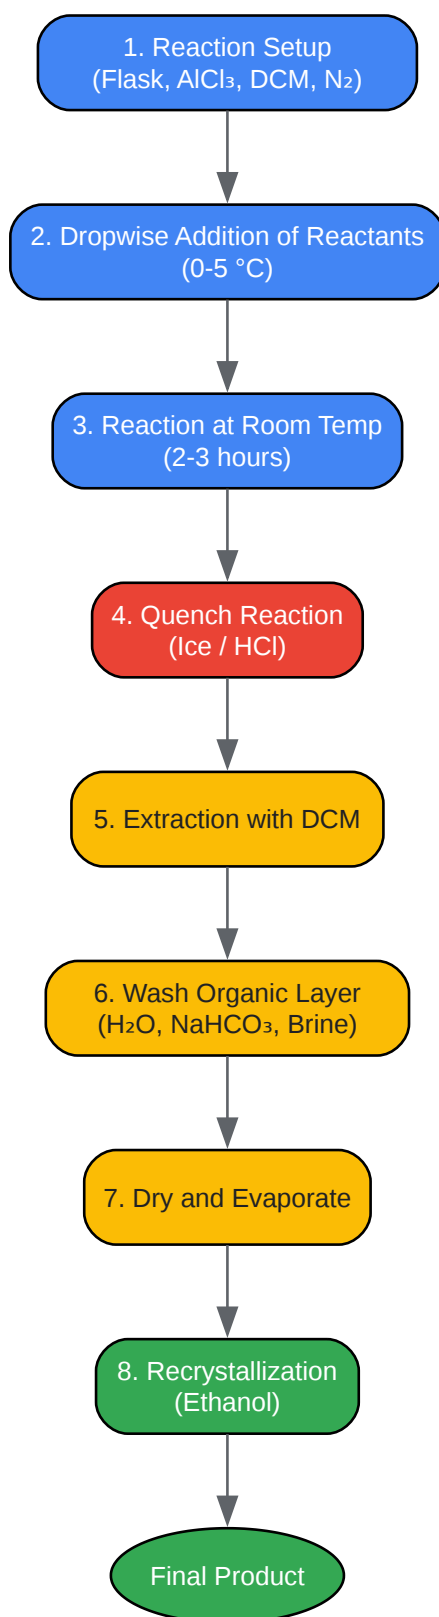 1. Reaction Setup
(Flask, AlCl₃, DCM, N₂)
2. Dropwise Addition of Reactants
(0-5 °C)
3. Reaction at Room Temp
(2-3 hours)
4. Quench Reaction
(Ice / HCl)
5. Extraction with DCM
6. Wash Organic Layer
(H₂O, NaHCO₃, Brine)
7. Dry and Evaporate
8. Recrystallization
(Ethanol)
Final Product